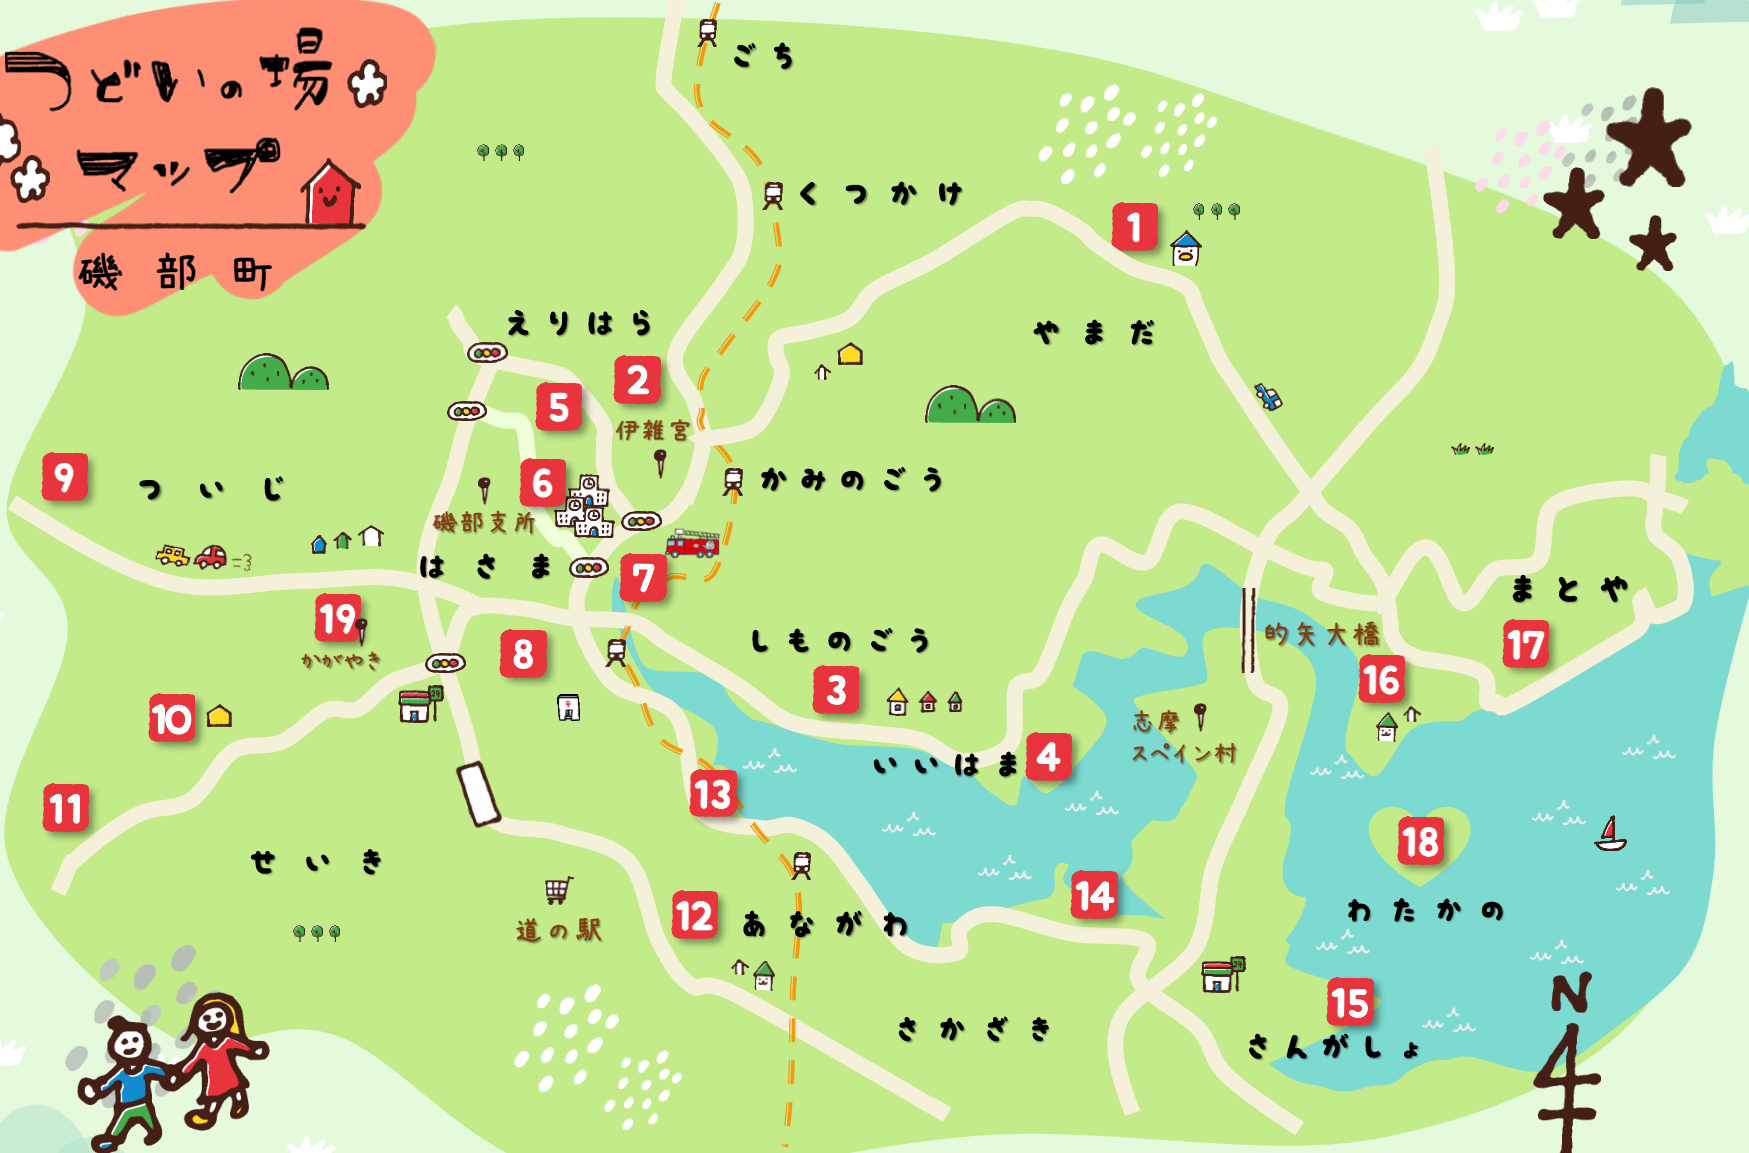 つどいの場
マップ
磯部町
ごち
くつかけ
1
やまだ
えりはら
2
5
伊雑宮
9
ついじ
6
かみのごう
磯部支所
はさま
7
まとや
19
かがやき
8
しものごう
3
的矢大橋
16
17
10
24
志摩
スペイン村
いいはま
4
11
13
18
せいき
14
12
あながわ
わたかの
道の駅
24
15
N
さかざき
さんがしょ